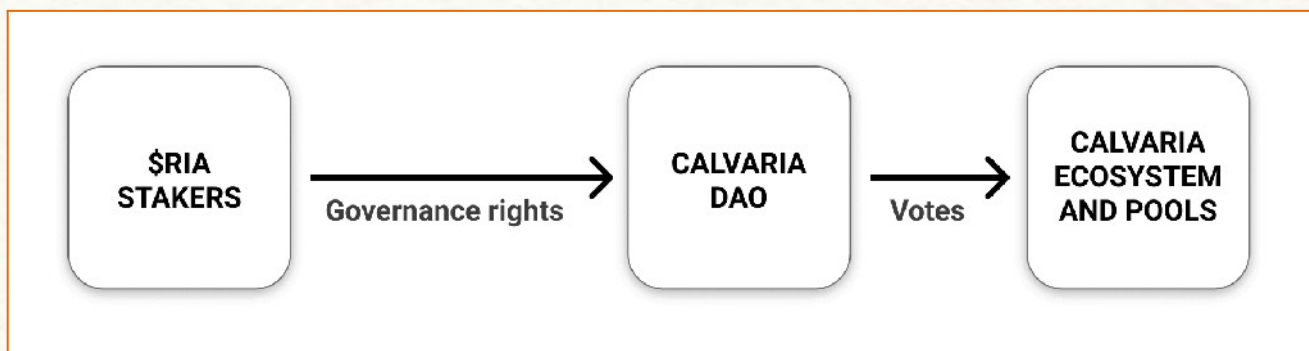 $RIA
STAKERS
Governance rights
CALVARIA
DAO
Votes
CALVARIA
ECOSYSTEM
AND POOLS